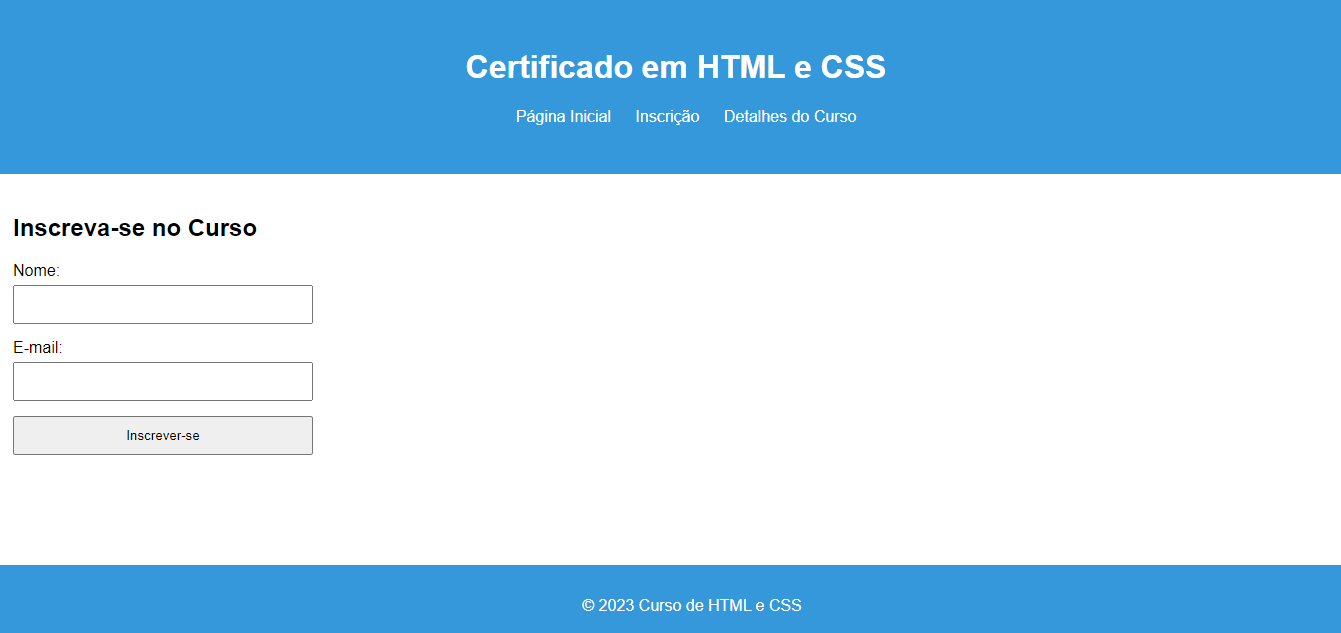 Certificado em HTML e CSS
Página Inicial Inscrição Detalhes do Curso
Inscreva-se no Curso
Nome:
E-mail:
Inscrever-se
© 2023 Curso de HTML e CSS